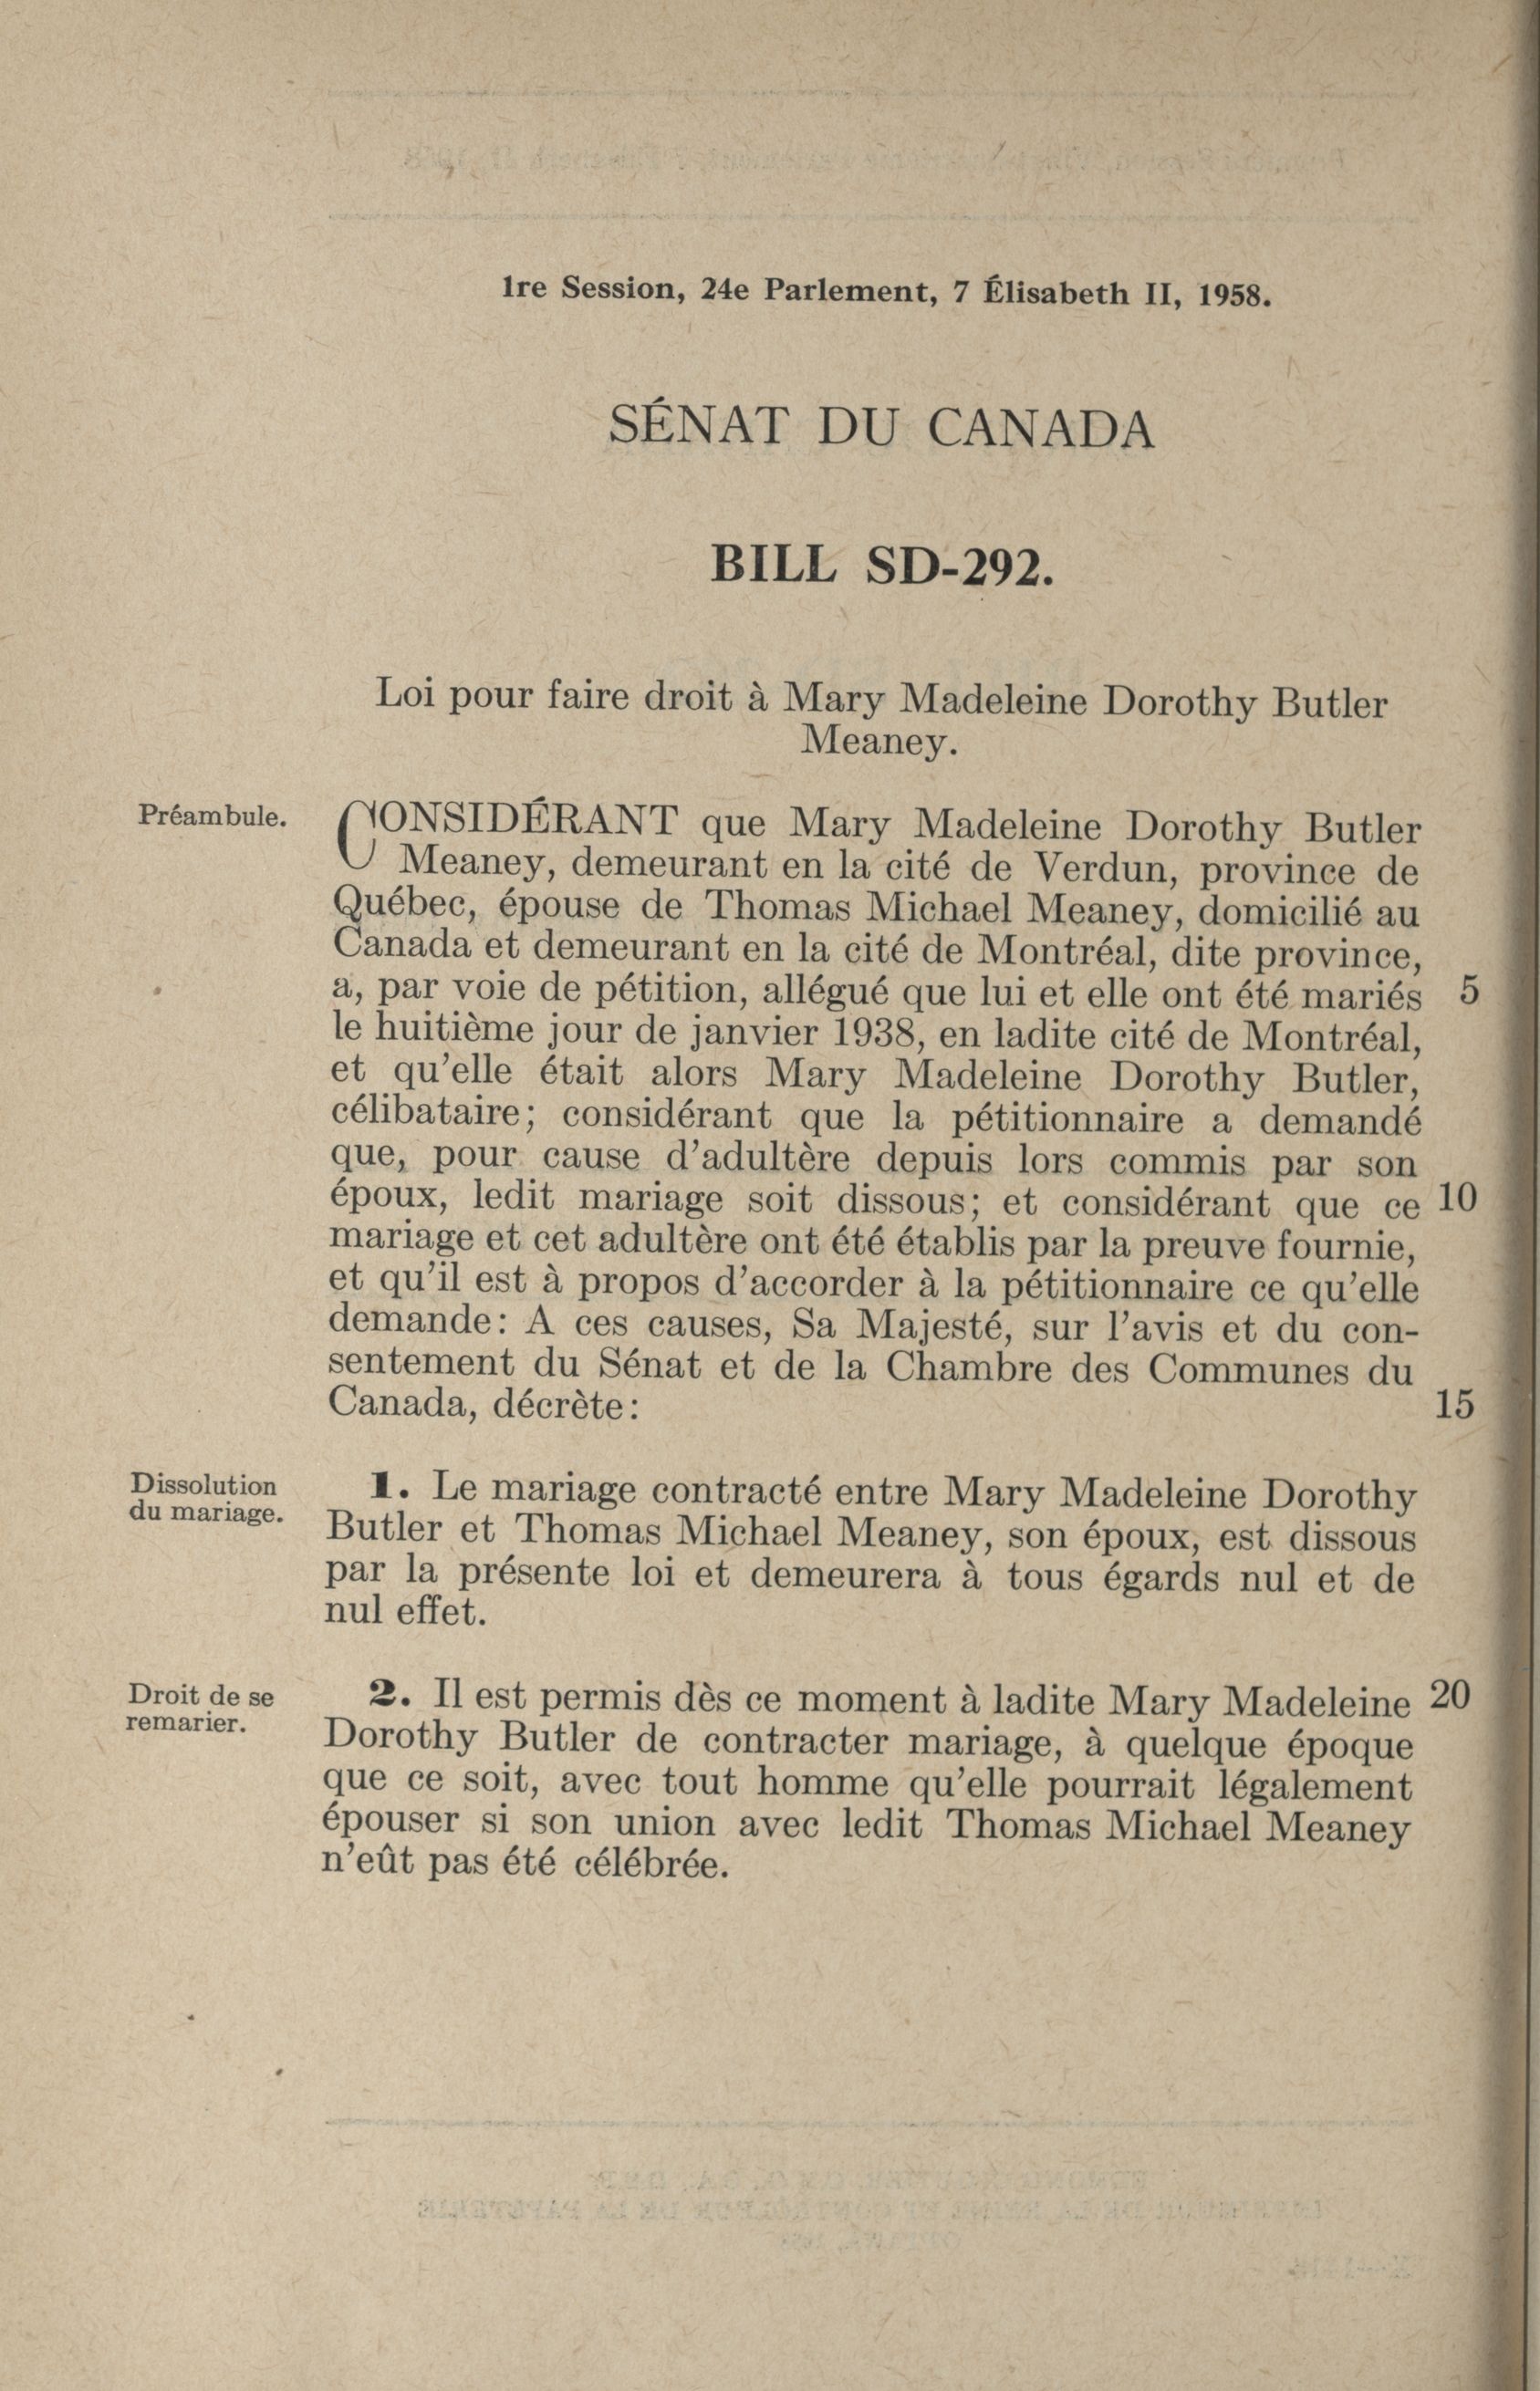 1re Session, 24e Parlement, 7 Élisabeth II, 1958.
SÉNAT DU CANADA
BILL SD-292.
Loi pour faire droit à Mary Madeleine Dorothy Butler
Meaney.
Préambule.
CONSIDÉRANT que Mary Madeleine Dorothy Butler
Meaney, demeurant en la cité de Verdun, province de
Québec, épouse de Thomas Michael Meaney, domicilié au
Canada et demeurant en la cité de Montréal, dite province,
a, par voie de pétition, allégué que lui et elle ont été mariés 5
le huitième jour de janvier 1938, en ladite cité de Montréal,
et qu'elle était alors Mary Madeleine Dorothy Butler,
célibataire; considérant que la pétitionnaire a demandé
que, pour cause d'adultère depuis lors commis par son
époux, ledit mariage soit dissous; et considérant que ce 10
mariage et cet adultère ont été établis par la preuve fournie,
et qu'il est à propos d'accorder à la pétitionnaire ce qu'elle
demande: A ces causes, Sa Majesté, sur l'avis et du con-
sentement du Sénat et de la Chambre des Communes du
Canada, décrète: 15
Dissolution
du mariage.
1. Le mariage contracté entre Mary Madeleine Dorothy
Butler et Thomas Michael Meaney, son époux, est dissous
par la présente loi et demeurera à tous égards nul et de
nul effet.
Droit de se
remarier.
2. Il est permis dès ce moment à ladite Mary Madeleine 20
Dorothy Butler de contracter mariage, à quelque époque
que ce soit, avec tout homme qu'elle pourrait légalement
épouser si son union avec ledit Thomas Michael Meaney
n'eût pas été célébrée.